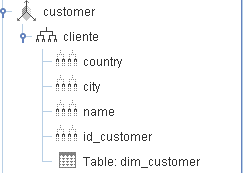 customer
cliente
country
city
name
id_customer
Table: dim_customer